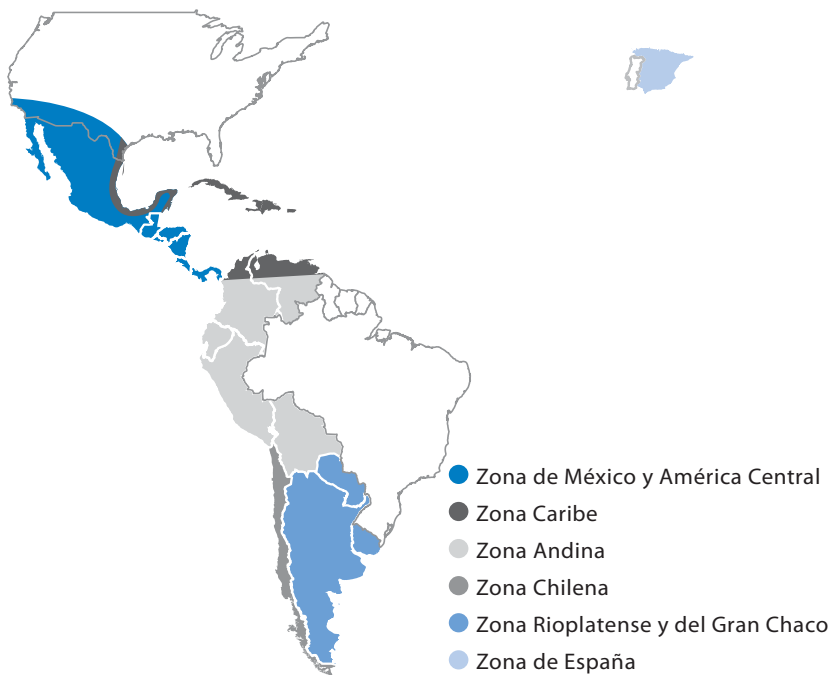 Zona de México y América Central
Zona Caribe
Zona Andina
Zona Chilena
Zona Rioplatense y del Gran Chaco
Zona de España